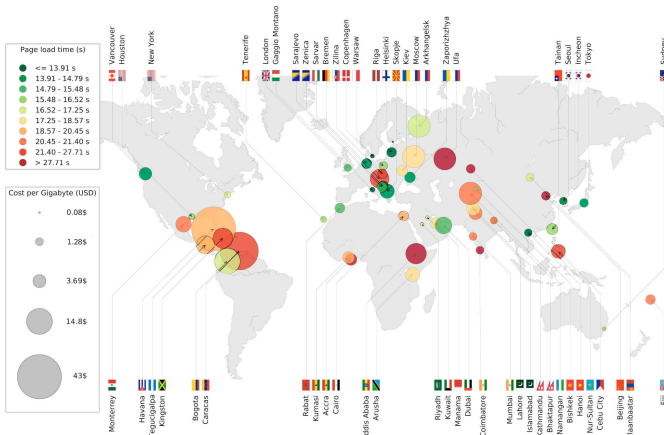 Vancouver
Houston
New York
Tenerife
London
Gaggio Montano
Sarajevo
Zenica
Sarvar
Bremen
Zilina
Copenhagen
Warsaw
Riga
Helsinki
Skopje
Kiev
Moscow
Arkhangelsk
Zaporizhzhya
Ufa
Tainan
Seoul
Incheon
Tokyo
Page load time (s)
<= 13.91 s
13.91 - 14.79 s
14.79 - 15.48 s
15.48 - 16.52 s
16.52 - 17.25 s
17.25 - 18.57 s
18.57 - 20.45 s
20.45 - 21.40 s
21.40 - 27.71 s
> 27.71 s
Cost per Gigabyte (USD)
0.08$
1.28$
3.69$
14.8$
43$
Monterrey
Havana
Tegucigalpa
Kingston
Bogota
Caracas
Rabat
Kumasi
Accra
Cairo
ddis Ababa
Arusha
Riyadh
Kuwait
Manama
Dubai
Coimbatore
Mumbai
Lahore
Islamabad
Kathmandu
Bhaktapur
Namangan
Bishkek
Hanoi
Nur-Sultan
Cebu City
Beijing
Ulaanbaatar